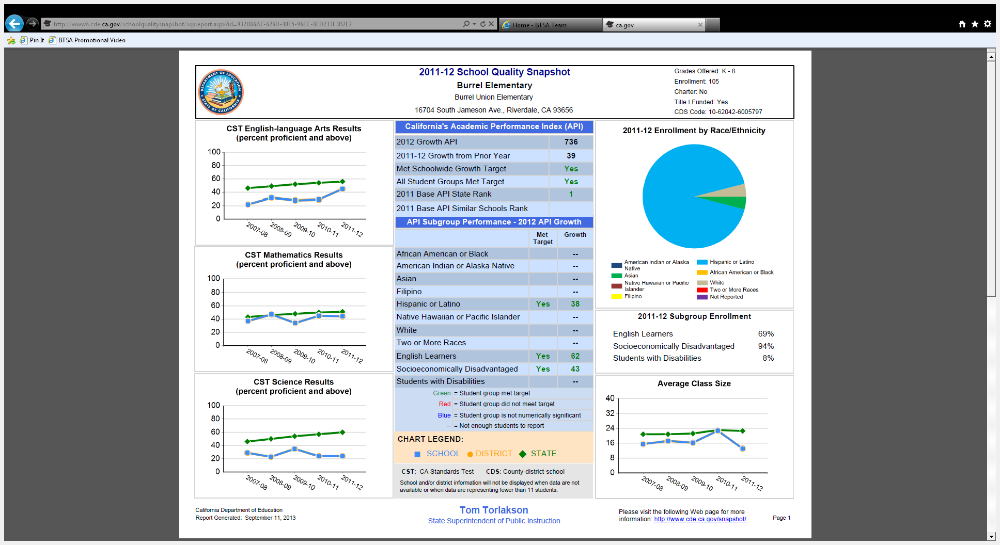 http://www6.cde.ca.gov/schoolqualitysnapshot/sqsreport.aspx?id=932B86AE-628D-40F5-96EC-8ED213F3B2E2
Home - BTSA Team
ca.gov
Pin It
BTSA Promotional Video
DEPARTMENT OF EDUCATION
STATE OF CALIFORNIA
2011-12 School Quality Snapshot
Burrel Elementary
Burrel Union Elementary
16704 South Jameson Ave., Riverdale, CA 93656
Grades Offered: K - 8
Enrollment: 105
Charter: No
Title I Funded: Yes
CDS Code: 10-62042-6005797
CST English-language Arts Results
(percent proficient and above)
100
80
60
40
20
0
2007-08 2008-09 2009-10 2010-11 2011-12
CST Mathematics Results
(percent proficient and above)
100
80
60
40
20
0
2007-08 2008-09 2009-10 2010-11 2011-12
CST Science Results
(percent proficient and above)
100
80
60
40
20
0
2007-08 2008-09 2009-10 2010-11 2011-12
California's Academic Performance Index (API)
2012 Growth API 736
2011-12 Growth from Prior Year 39
Met Schoolwide Growth Target Yes
All Student Groups Met Target Yes
2011 Base API State Rank 1
2011 Base API Similar Schools Rank
API Subgroup Performance - 2012 API Growth
Met Growth
Target
African American or Black --
American Indian or Alaska Native --
Asian --
Filipino --
Hispanic or Latino Yes 38
Native Hawaiian or Pacific Islander --
White --
Two or More Races --
English Learners Yes 62
Socioeconomically Disadvantaged Yes 43
Students with Disabilities --
Green = Student group met target
Red = Student group did not meet target
Blue = Student group is not numerically significant
-- = Not enough students to report
CHART LEGEND:
SCHOOL DISTRICT STATE
CST: CA Standards Test CDS: County-district-school
School and/or district information will not be displayed when data are not
available or when data are representing fewer than 11 students.
2011-12 Enrollment by Race/Ethnicity
American Indian or Alaska
Native
Asian
Native Hawaiian or Pacific
Islander
Filipino
Hispanic or Latino
African American or Black
White
Two or More Races
Not Reported
2011-12 Subgroup Enrollment
English Learners 69%
Socioeconomically Disadvantaged 94%
Students with Disabilities 8%
Average Class Size
40
32
24
16
8
0
2007-08 2008-09 2009-10 2010-11 2011-12
California Department of Education
Report Generated: September 11, 2013
Tom Torlakson
State Superintendent of Public Instruction
Please visit the following Web page for more
information: http://www.cde.ca.gov/snapshot/
Page 1